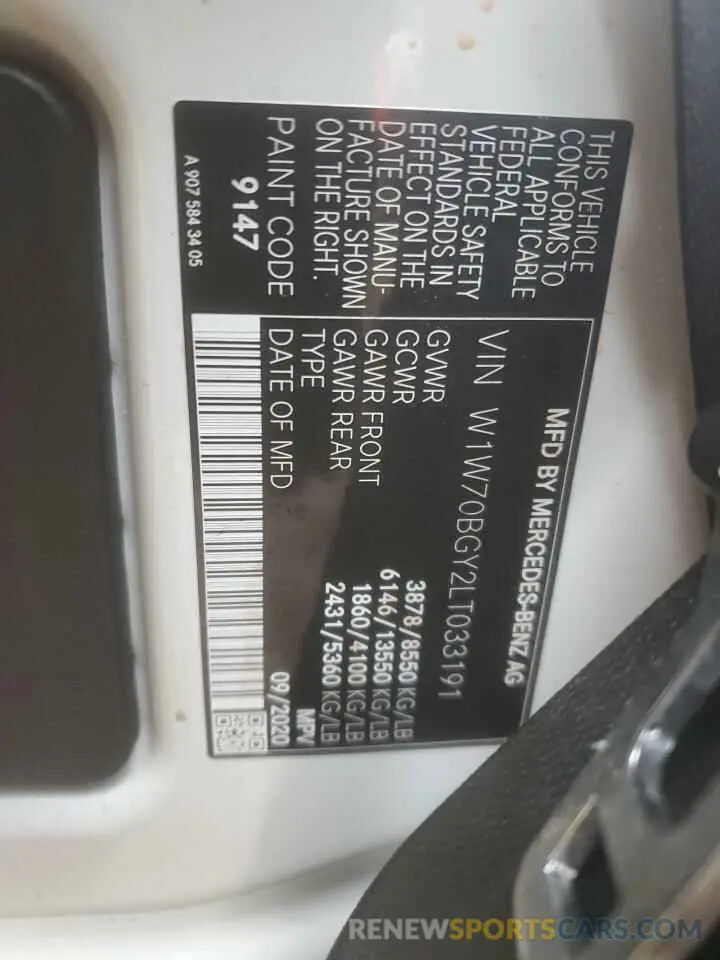 MFD BY MERCEDES-BENZ AG
VIN W1W70BGY2LT033191
GVWR 3878/8550 KG/LB
GCWR 6146/13550 KG/LB
GAWR FRONT 1860/4100 KG/LB
GAWR REAR 2431/5360 KG/LB
TYPE MPV
DATE OF MFD 09/2020
THIS VEHICLE
CONFORMS TO
ALL APPLICABLE
FEDERAL
VEHICLE SAFETY
STANDARDS IN
EFFECT ON THE
DATE OF MANU-
FACTURE SHOWN
ON THE RIGHT.
PAINT CODE
9147
A 907 584 34 05
RENEWSPORTSCARS.COM